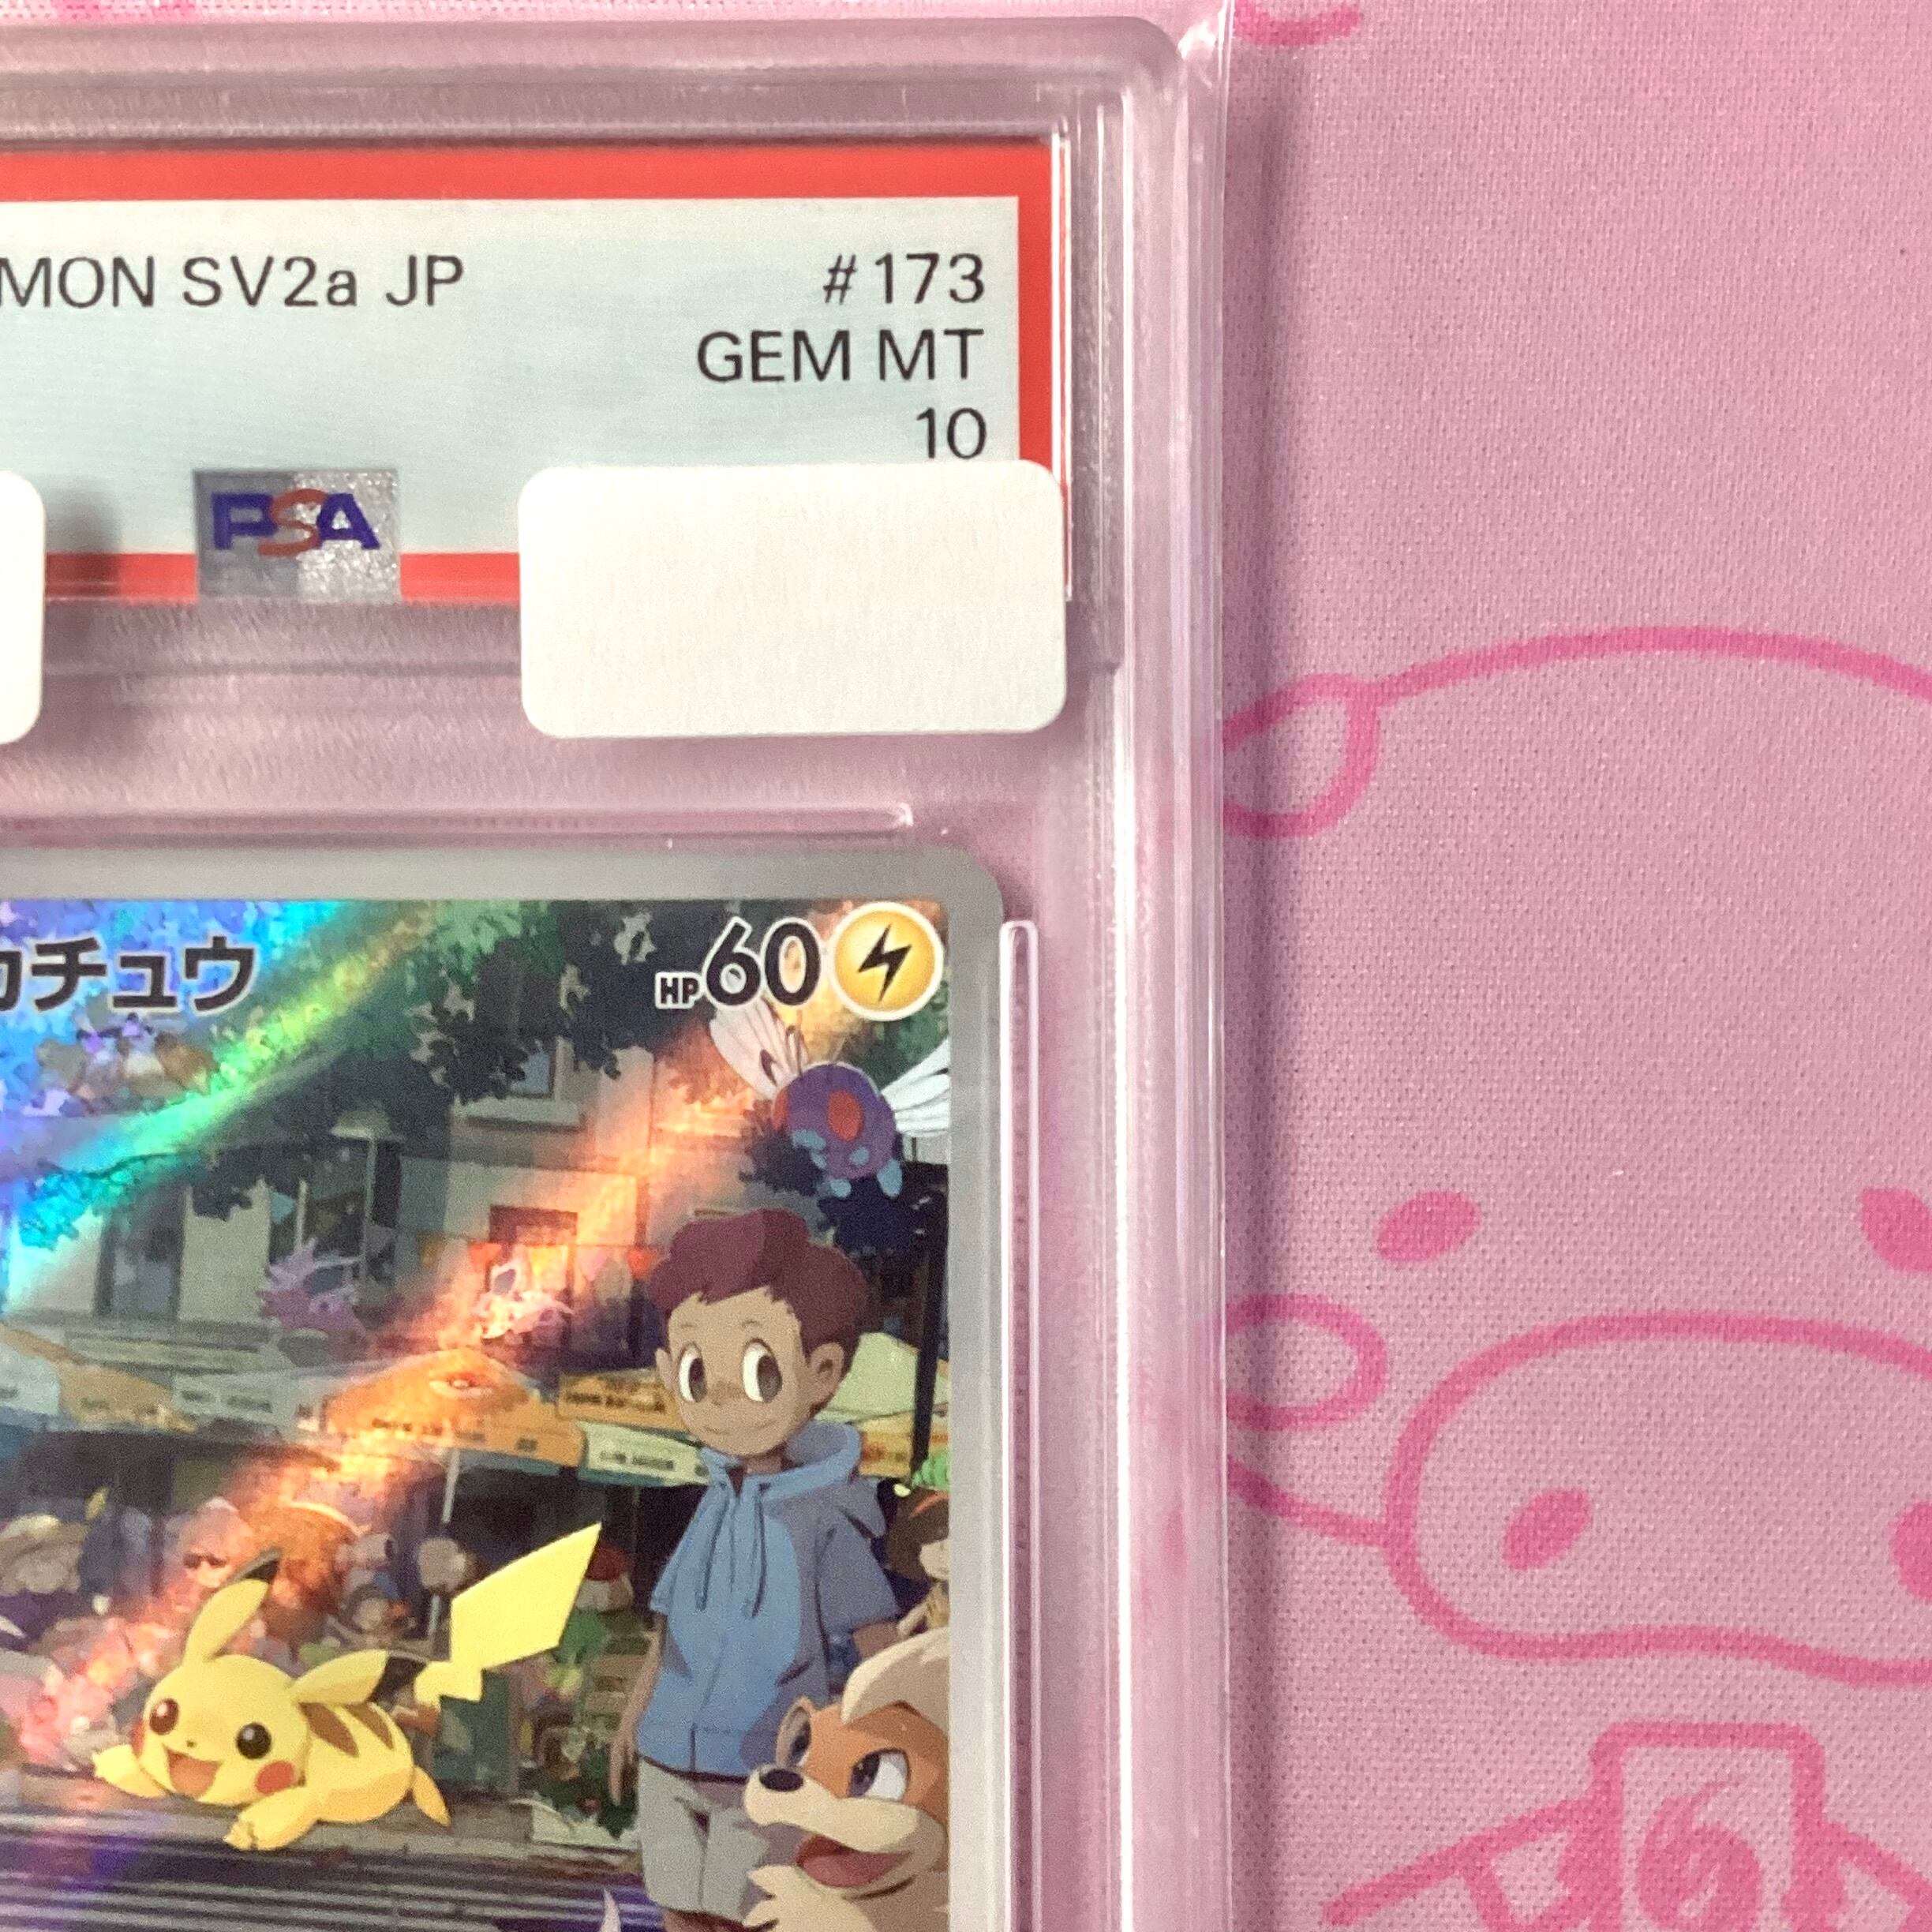 MON SV2a JP #173
GEM MT
10
PSA
カチュウ HP60